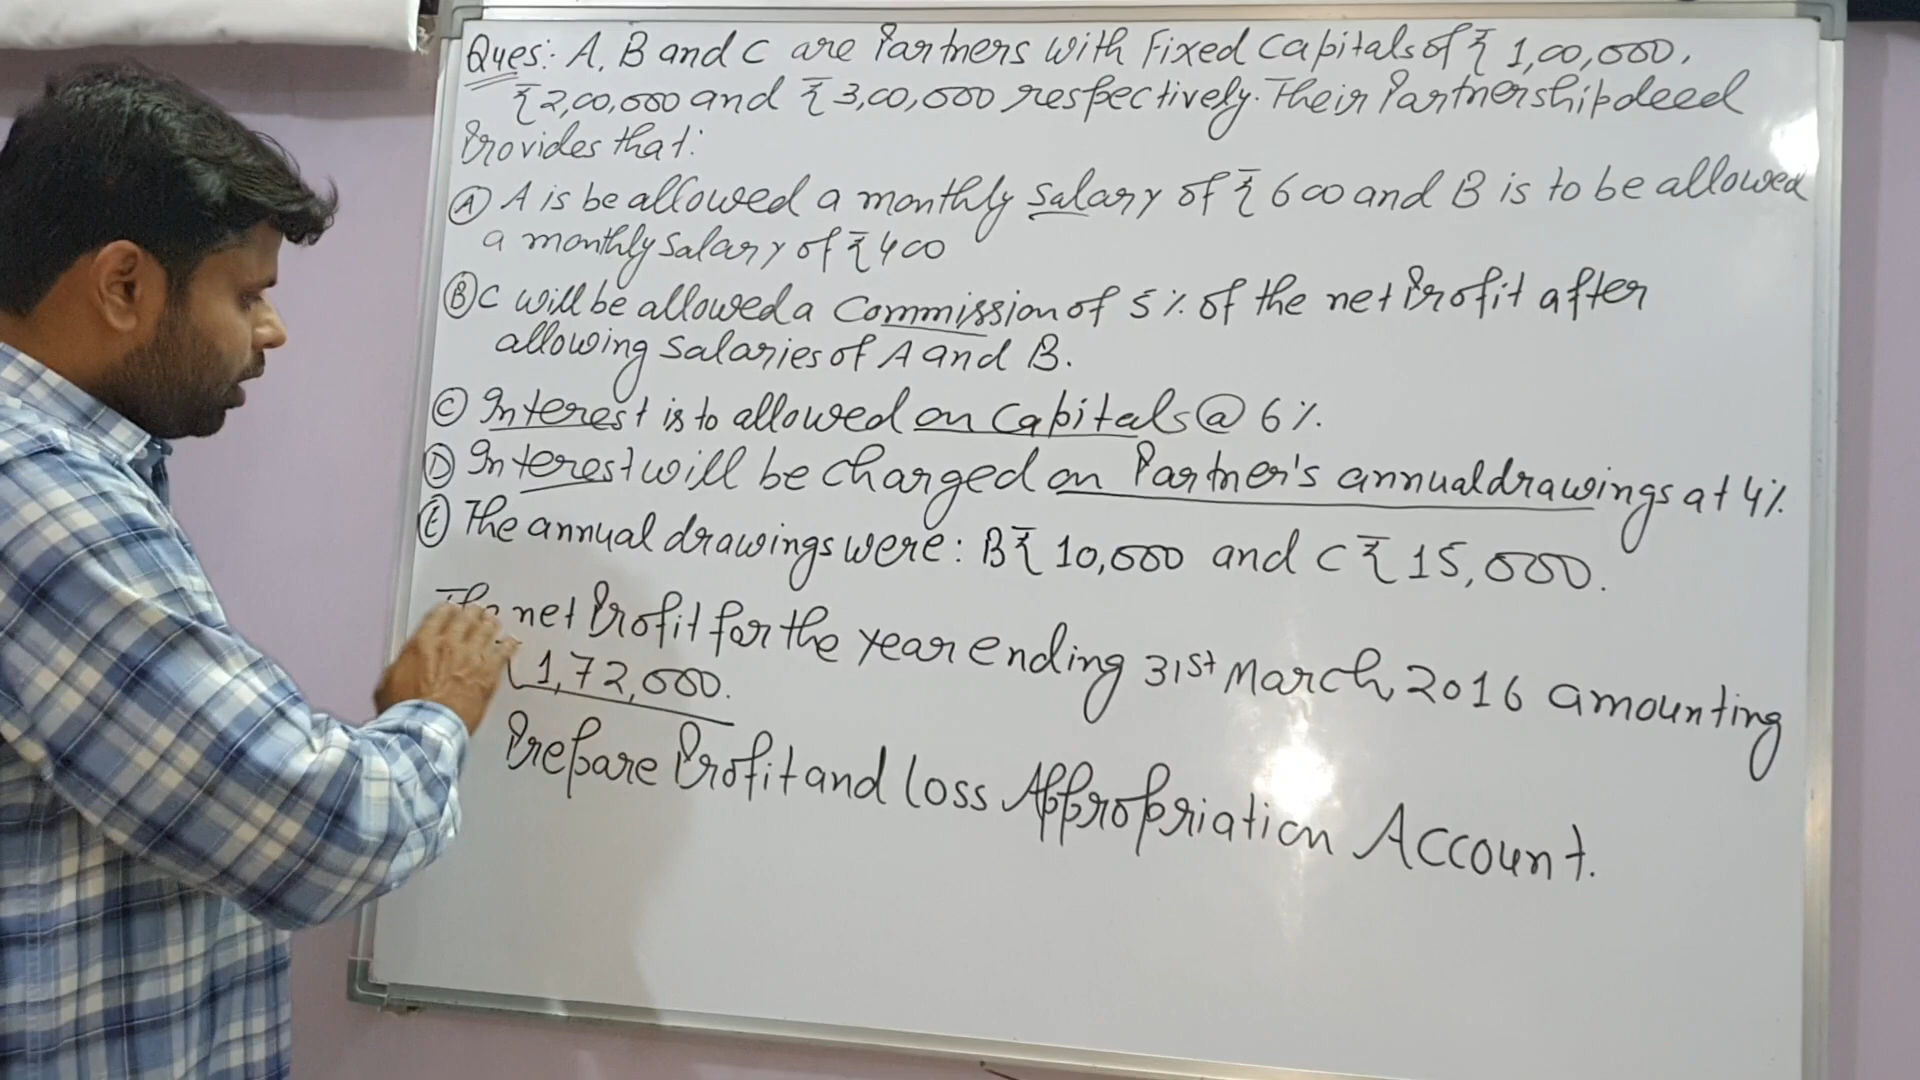 Ques:- A, B and C are Partners with Fixed Capitals of ₹ 1,00,000,
₹2,00,000 and ₹3,00,000 respectively. Their Partnership deed
Provides that:
Ⓐ A is be allowed a monthly salary of ₹ 600 and B is to be allowed
a monthly salary of ₹400
Ⓑ C will be allowed a Commission of 5% of the net Profit after
allowing salaries of A and B.
Ⓒ Interest is to allowed on Capitals @ 6%.
Ⓓ Interest will be charged on Partner's annual drawings at 4%.
Ⓔ The annual drawings were: B ₹ 10,000 and C ₹ 15,000.
The net Profit for the year ending 31st March, 2016 amounting
₹ 1,72,000.
Prepare Profit and loss Appropriation Account.